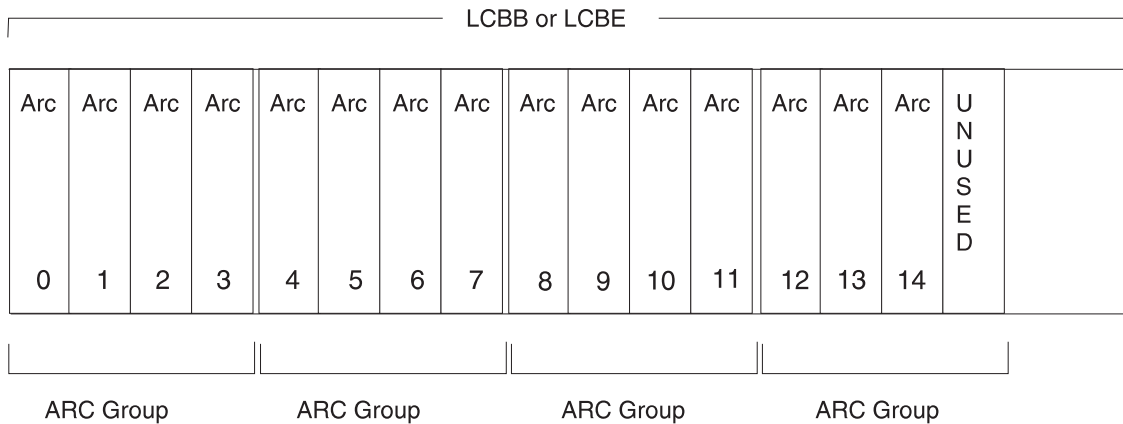 LCBB or LCBE
Arc Arc Arc Arc Arc Arc Arc Arc Arc Arc Arc Arc Arc Arc Arc UNUSED
0 1 2 3 4 5 6 7 8 9 10 11 12 13 14
ARC Group ARC Group ARC Group ARC Group